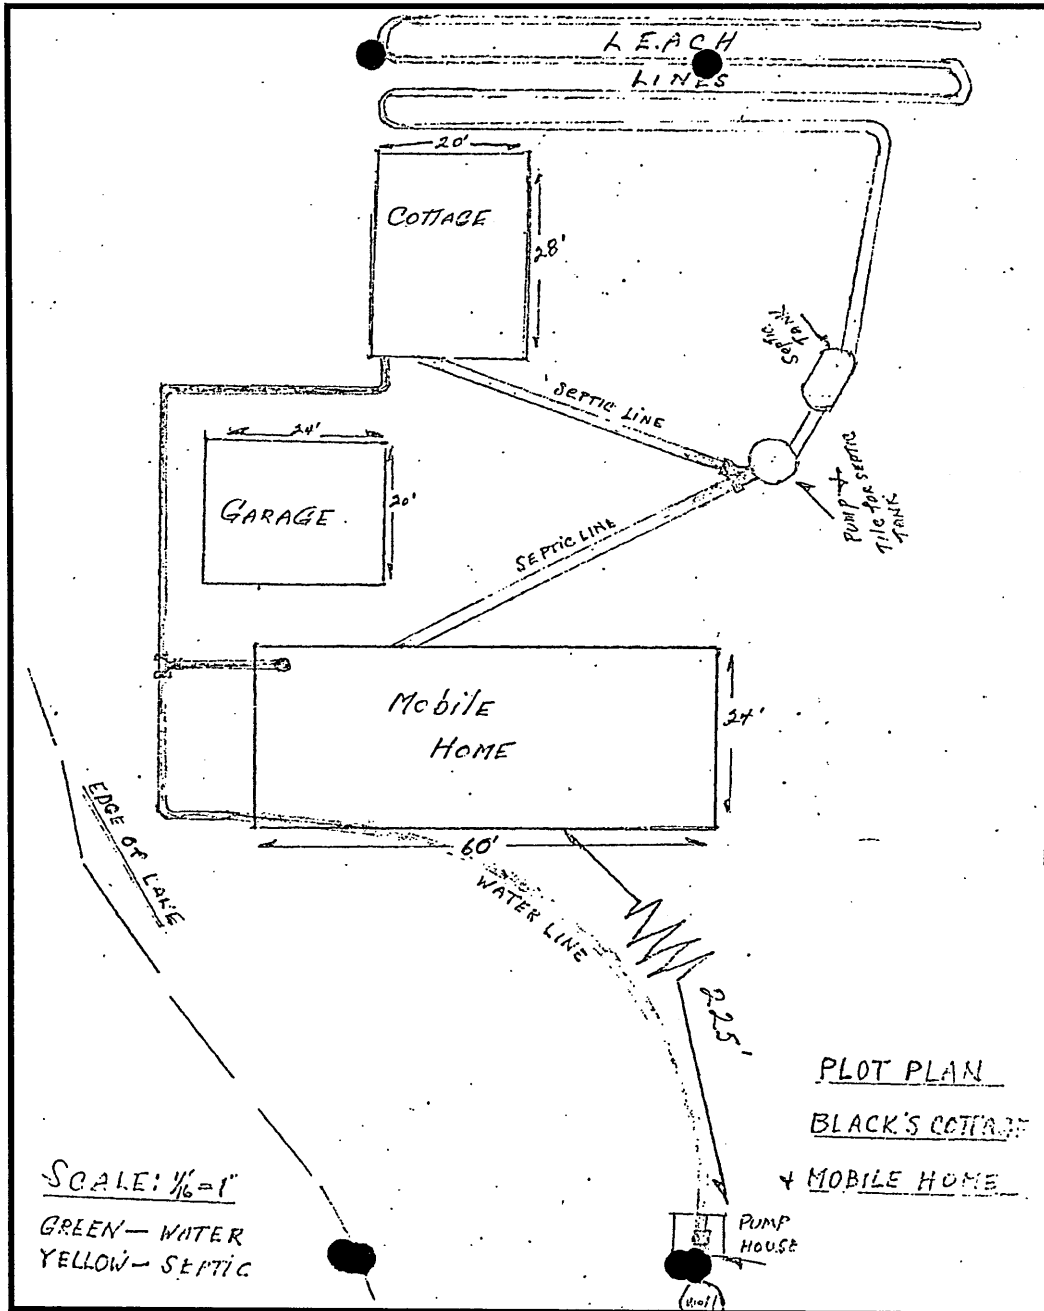 LEACH
LINES
20'
COTTAGE
28'
SEPTIC
TANK
SEPTIC LINE
24'
GARAGE
20'
PUMP &
TILE FOR SEPTIC
TANK
SEPTIC LINE
MOBILE
HOME
24'
EDGE OF LAKE
60'
WATER LINE
225'
PLOT PLAN
BLACK'S COTTAGE
& MOBILE HOME
SCALE: 1/16 = 1"
GREEN — WATER
YELLOW — SEPTIC
PUMP
HOUSE